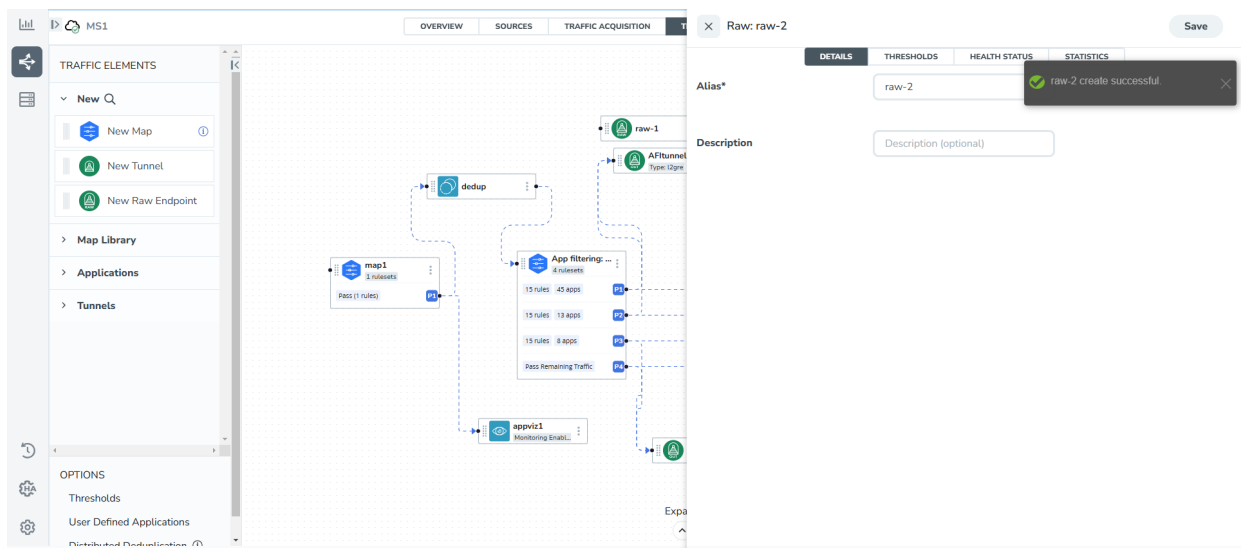 MS1
OVERVIEW
SOURCES
TRAFFIC ACQUISITION
TRAFFIC ELEMENTS
New
New Map
New Tunnel
RAW
New Raw Endpoint
Map Library
Applications
Tunnels
OPTIONS
Thresholds
User Defined Applications
Distributed Deduplication
HA
RAW
raw-1
AFItunnel
Type: l2gre
dedup
map1
1 rulesets
Pass (1 rules)
P1
App filtering: ...
4 rulesets
15 rules 45 apps P1
15 rules 13 apps P2
15 rules 8 apps P3
Pass Remaining Traffic P4
appviz1
Monitoring Enabl...
Expa
Raw: raw-2
Save
DETAILS
THRESHOLDS
HEALTH STATUS
STATISTICS
raw-2 create successful.
Alias*
raw-2
Description
Description (optional)